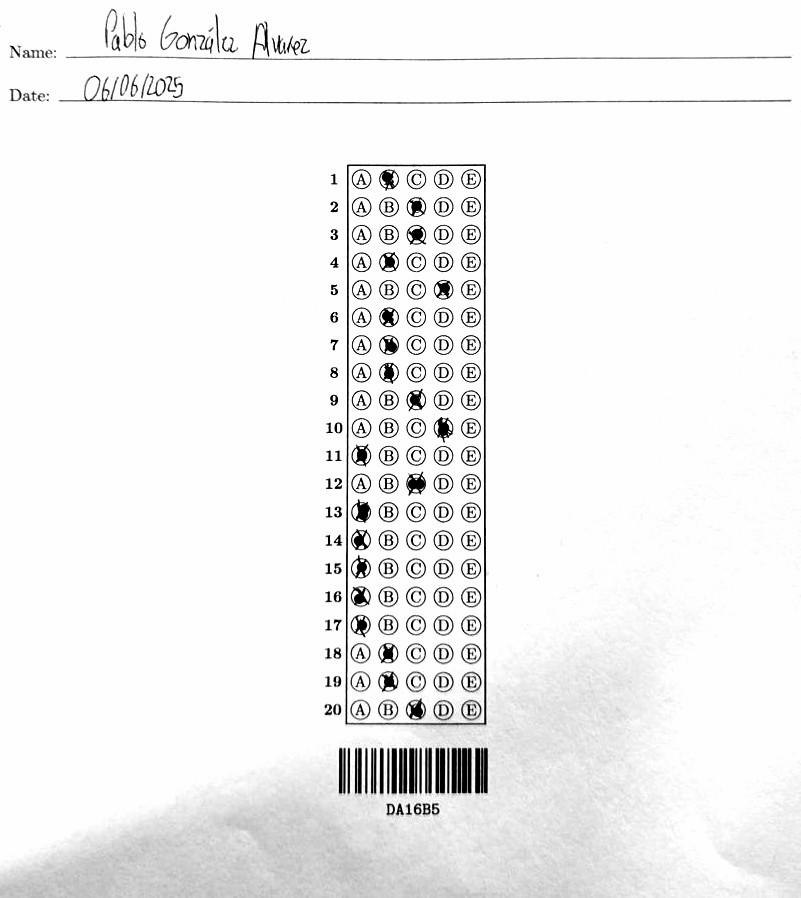 Name: Pablo González Alvarez
Date: 06/06/2025
1 A C D E
2 A B D E
3 A B D E
4 A C D E
5 A B C E
6 A C D E
7 A C D E
8 A C D E
9 A B D E
10 A B C E
11 B C D E
12 A B D E
13 B C D E
14 B C D E
15 B C D E
16 B C D E
17 B C D E
18 A C D E
19 A C D E
20 A B D E
DA16B5